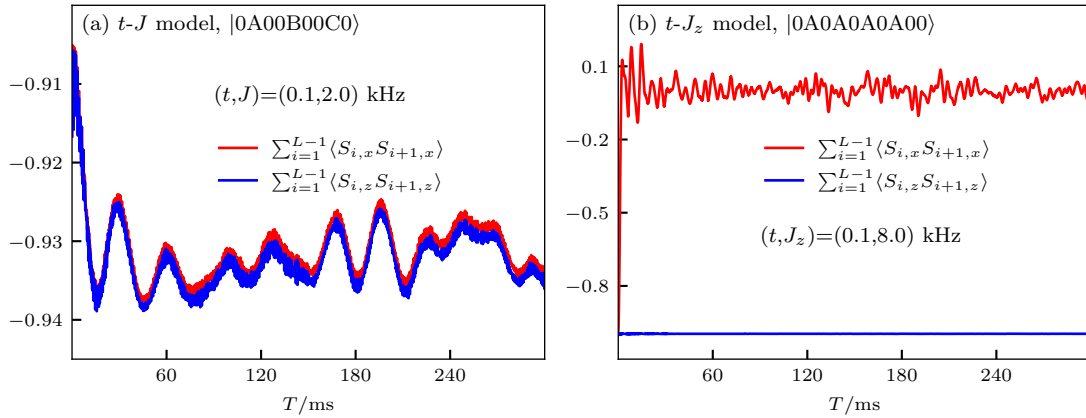 (a) t-J model, |0A00B00C0⟩
(t,J)=(0.1,2.0) kHz
∑_{i=1}^{L−1}⟨S_{i,x}S_{i+1,x}⟩
∑_{i=1}^{L−1}⟨S_{i,z}S_{i+1,z}⟩
−0.91
−0.92
−0.93
−0.94
60
120
180
240
T/ms
(b) t-J_z model, |0A0A0A0A00⟩
0.1
−0.2
−0.5
−0.8
∑_{i=1}^{L−1}⟨S_{i,x}S_{i+1,x}⟩
∑_{i=1}^{L−1}⟨S_{i,z}S_{i+1,z}⟩
(t,J_z)=(0.1,8.0) kHz
60
120
180
240
T/ms